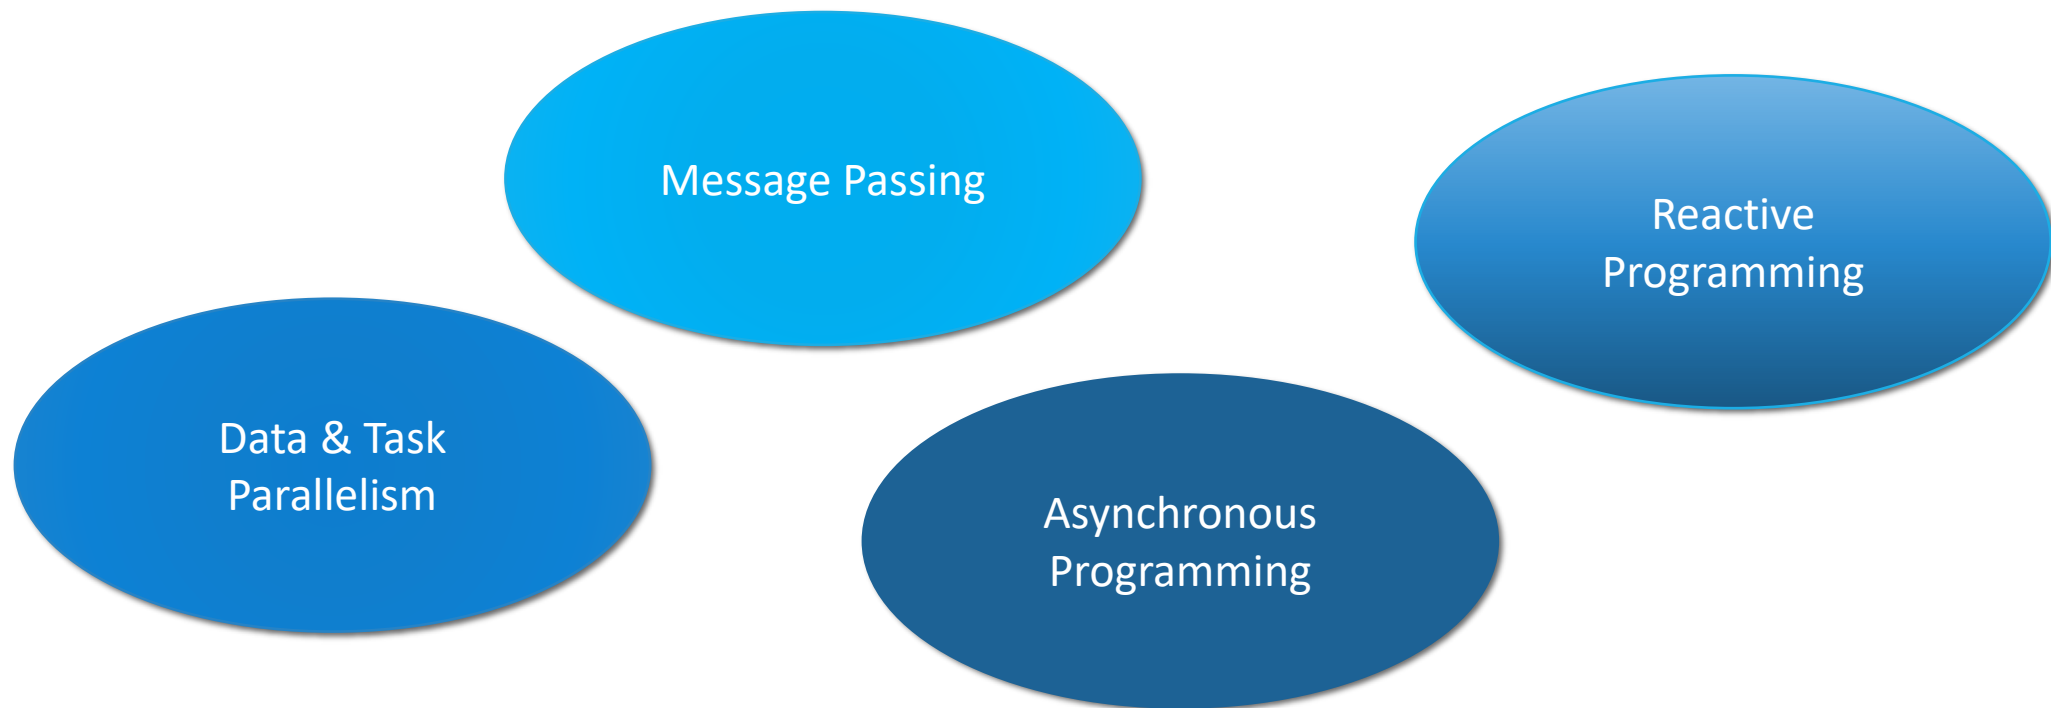 Message Passing
Reactive
Programming
Data & Task
Parallelism
Asynchronous
Programming